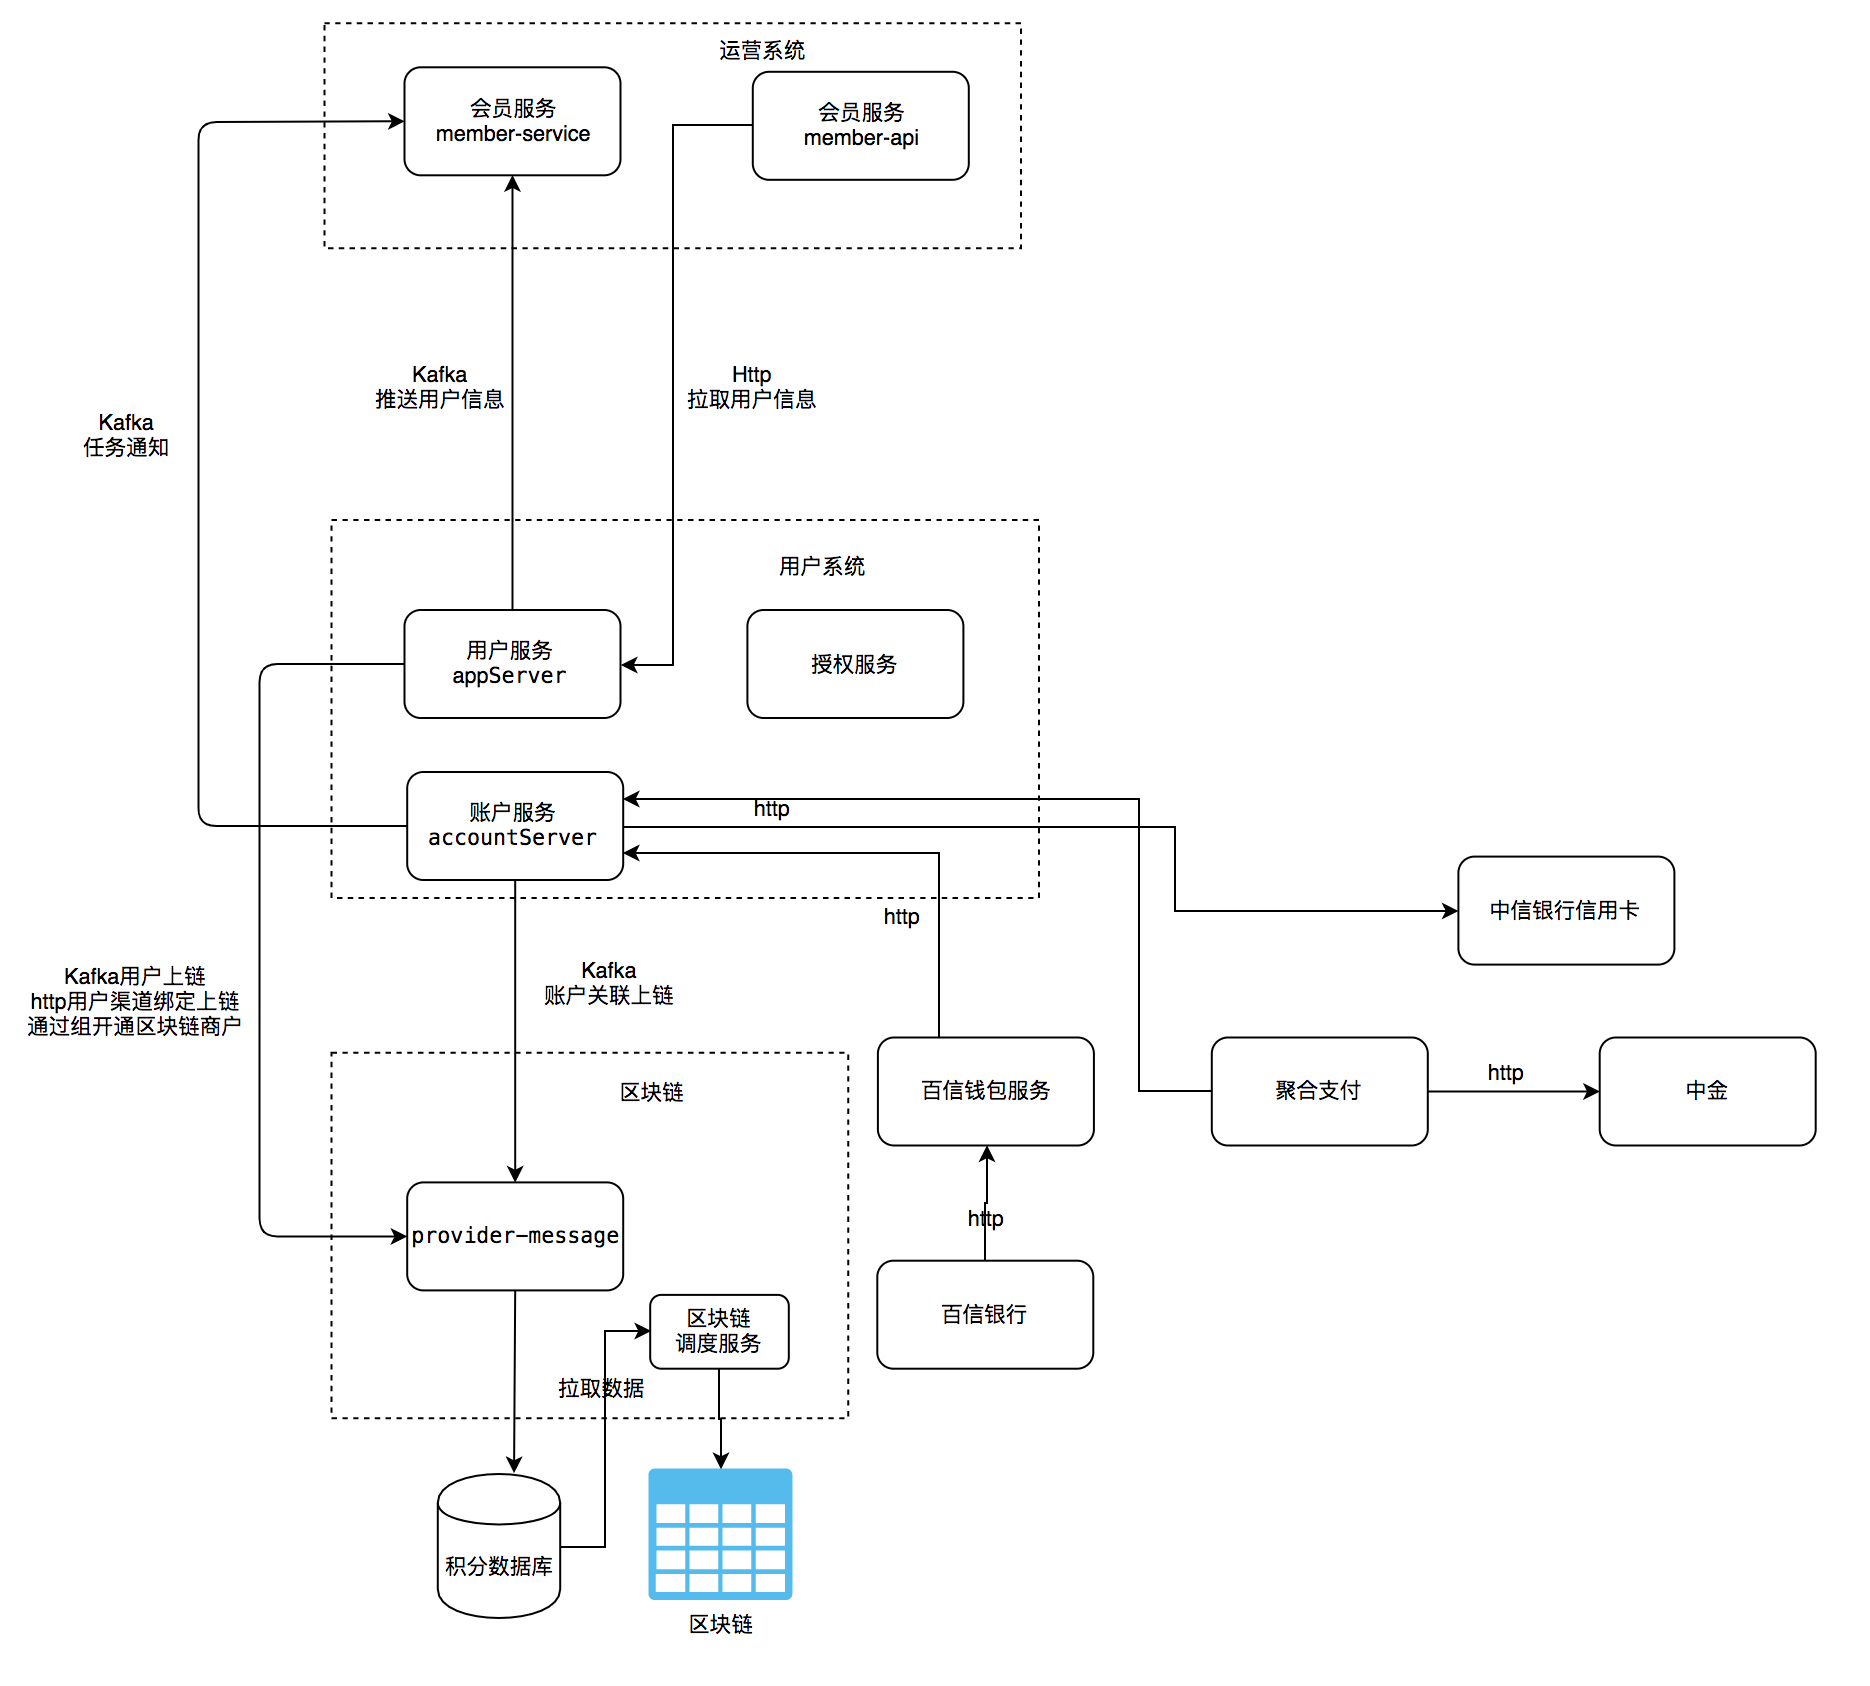 运营系统
会员服务
member-service
会员服务
member-api
Kafka
推送用户信息
Http
拉取用户信息
Kafka
任务通知
用户系统
用户服务
appServer
授权服务
账户服务
accountServer
http
http
中信银行信用卡
Kafka用户上链
http用户渠道绑定上链
通过组开通区块链商户
Kafka
账户关联上链
区块链
百信钱包服务
聚合支付
http
中金
provider-message
http
百信银行
区块链
调度服务
拉取数据
积分数据库
区块链